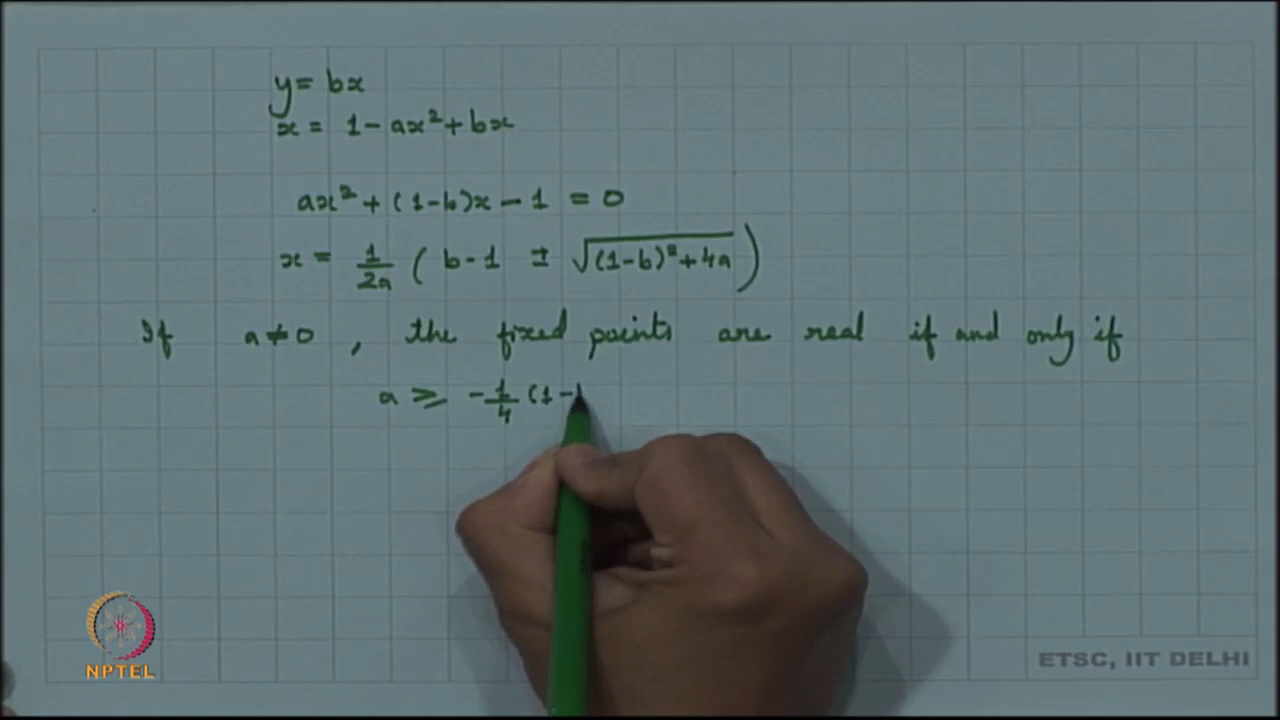 y = bx
x = 1 - ax² + bx
ax² + (1-b)x - 1 = 0
x = 1/2a ( b-1 ± √(1-b)² + 4a )
If a ≠ 0 , the fixed points are real if and only if
a ≥ -1/4 (1-
NPTEL
ETSC, IIT DELHI